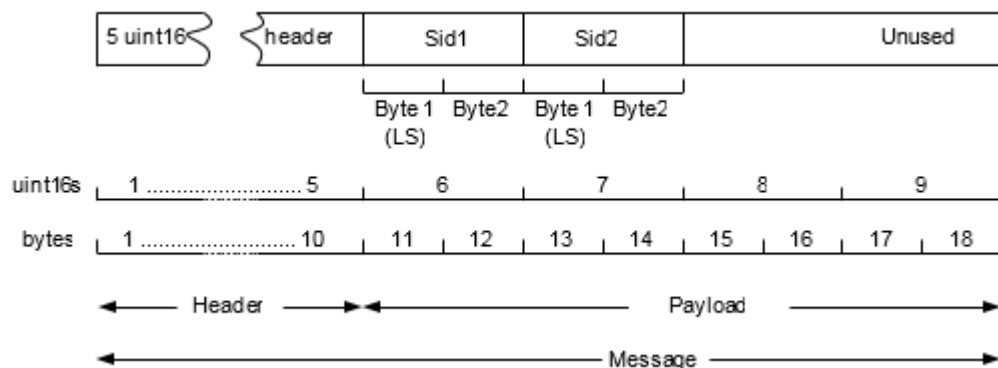 5 uint16 header Sid1 Sid2 Unused
Byte 1 Byte2 Byte 1 Byte2
(LS) (LS)
uint16s 1 ........................ 5 6 7 8 9
bytes 1 ........................ 10 11 12 13 14 15 16 17 18
Header Payload
Message